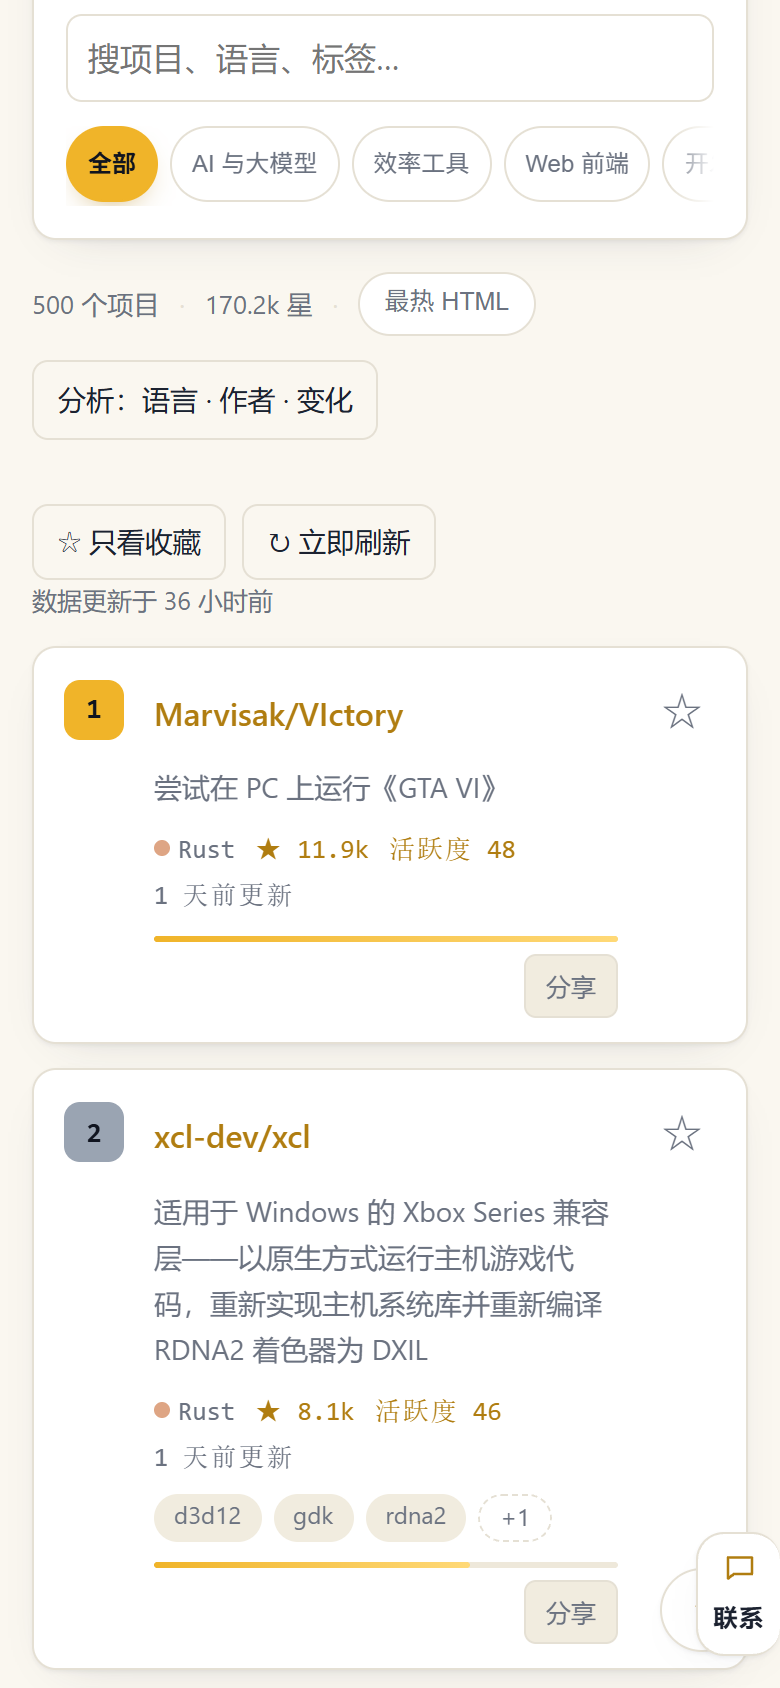 搜项目、语言、标签...
全部 AI 与大模型 效率工具 Web 前端 开
500 个项目 · 170.2k 星 · 最热 HTML
分析：语言 · 作者 · 变化
☆ 只看收藏 ↻ 立即刷新
数据更新于 36 小时前
1 Marvisak/VIctory ☆
尝试在 PC 上运行《GTA VI》
Rust ★ 11.9k 活跃度 48
1 天前更新
分享
2 xcl-dev/xcl ☆
适用于 Windows 的 Xbox Series 兼容
层——以原生方式运行主机游戏代
码，重新实现主机系统库并重新编译
RDNA2 着色器为 DXIL
Rust ★ 8.1k 活跃度 46
1 天前更新
d3d12 gdk rdna2 +1
分享
联系